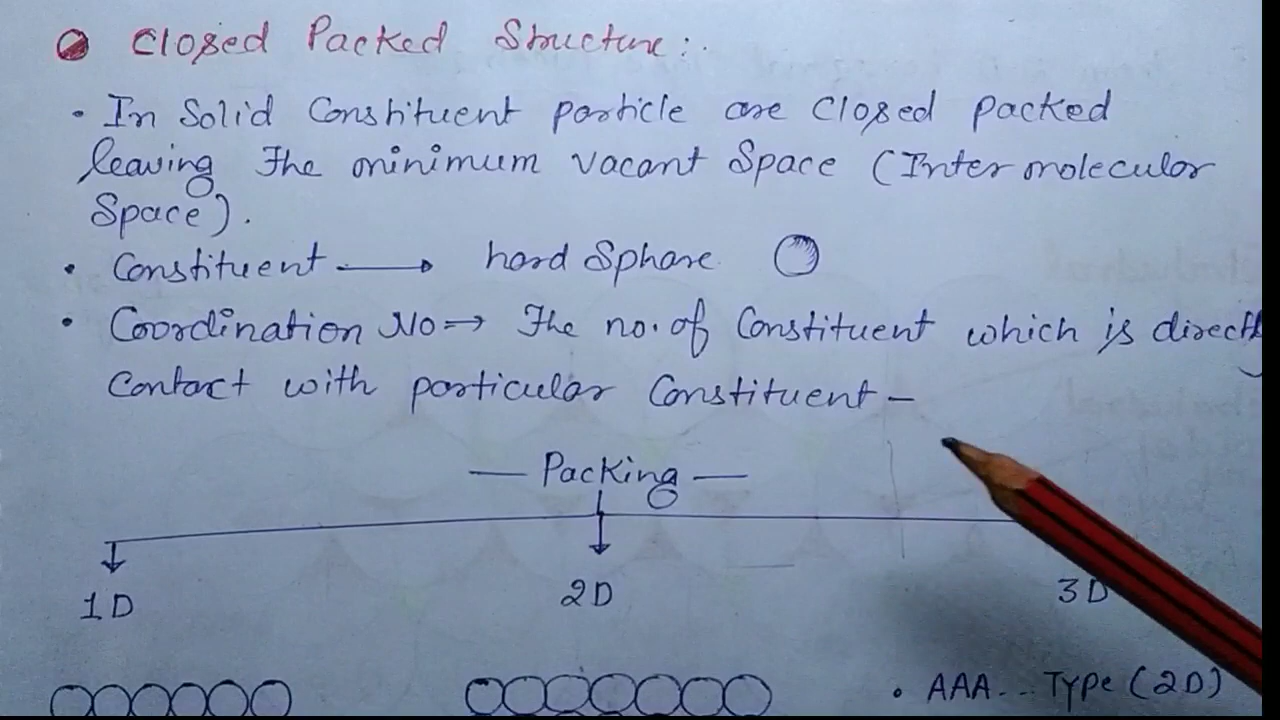 Closed Packed Structure:.
• In Solid Constituent particle are Closed packed
leaving The minimum vacant Space (Inter molecular
Space).
• Constituent → hard Sphare
• Coordination No ⇒ The no. of Constituent which is directly
Contact with particular Constituent –
— Packing —
1D 2D 3D
• AAA... Type (2D)